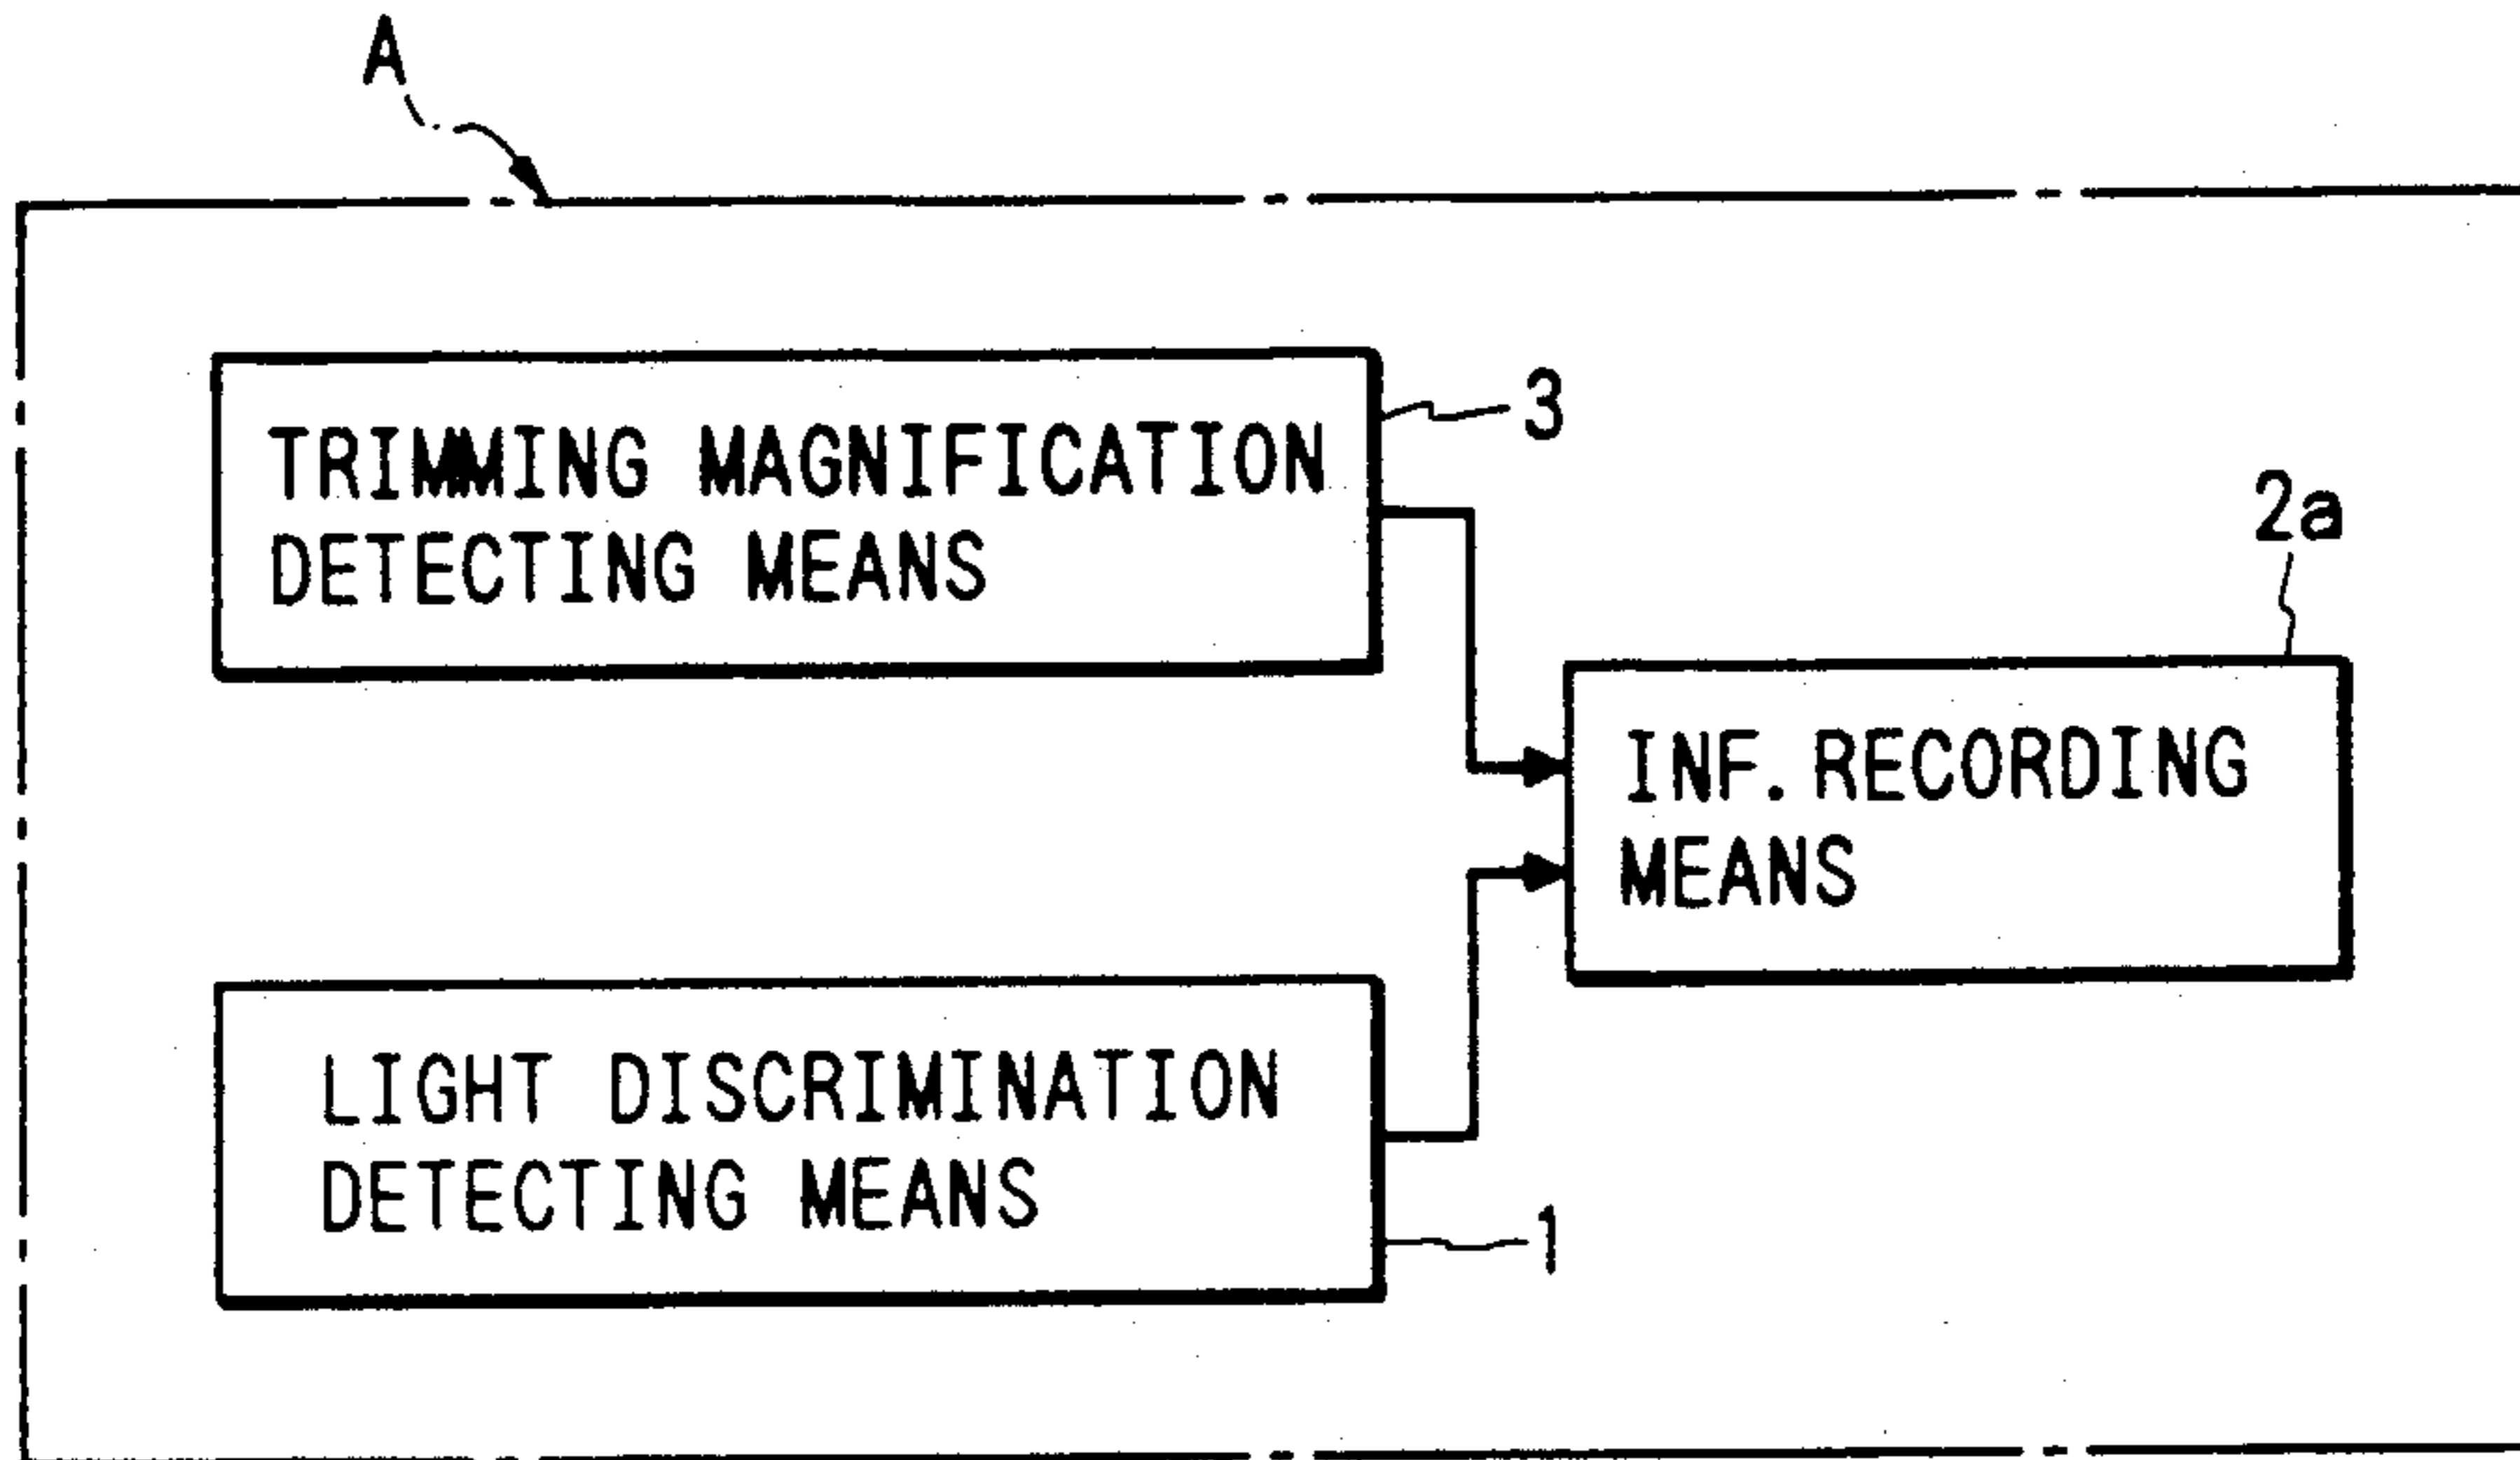 A
3
TRIMMING MAGNIFICATION
DETECTING MEANS
2a
INF. RECORDING
MEANS
LIGHT DISCRIMINATION
DETECTING MEANS
1